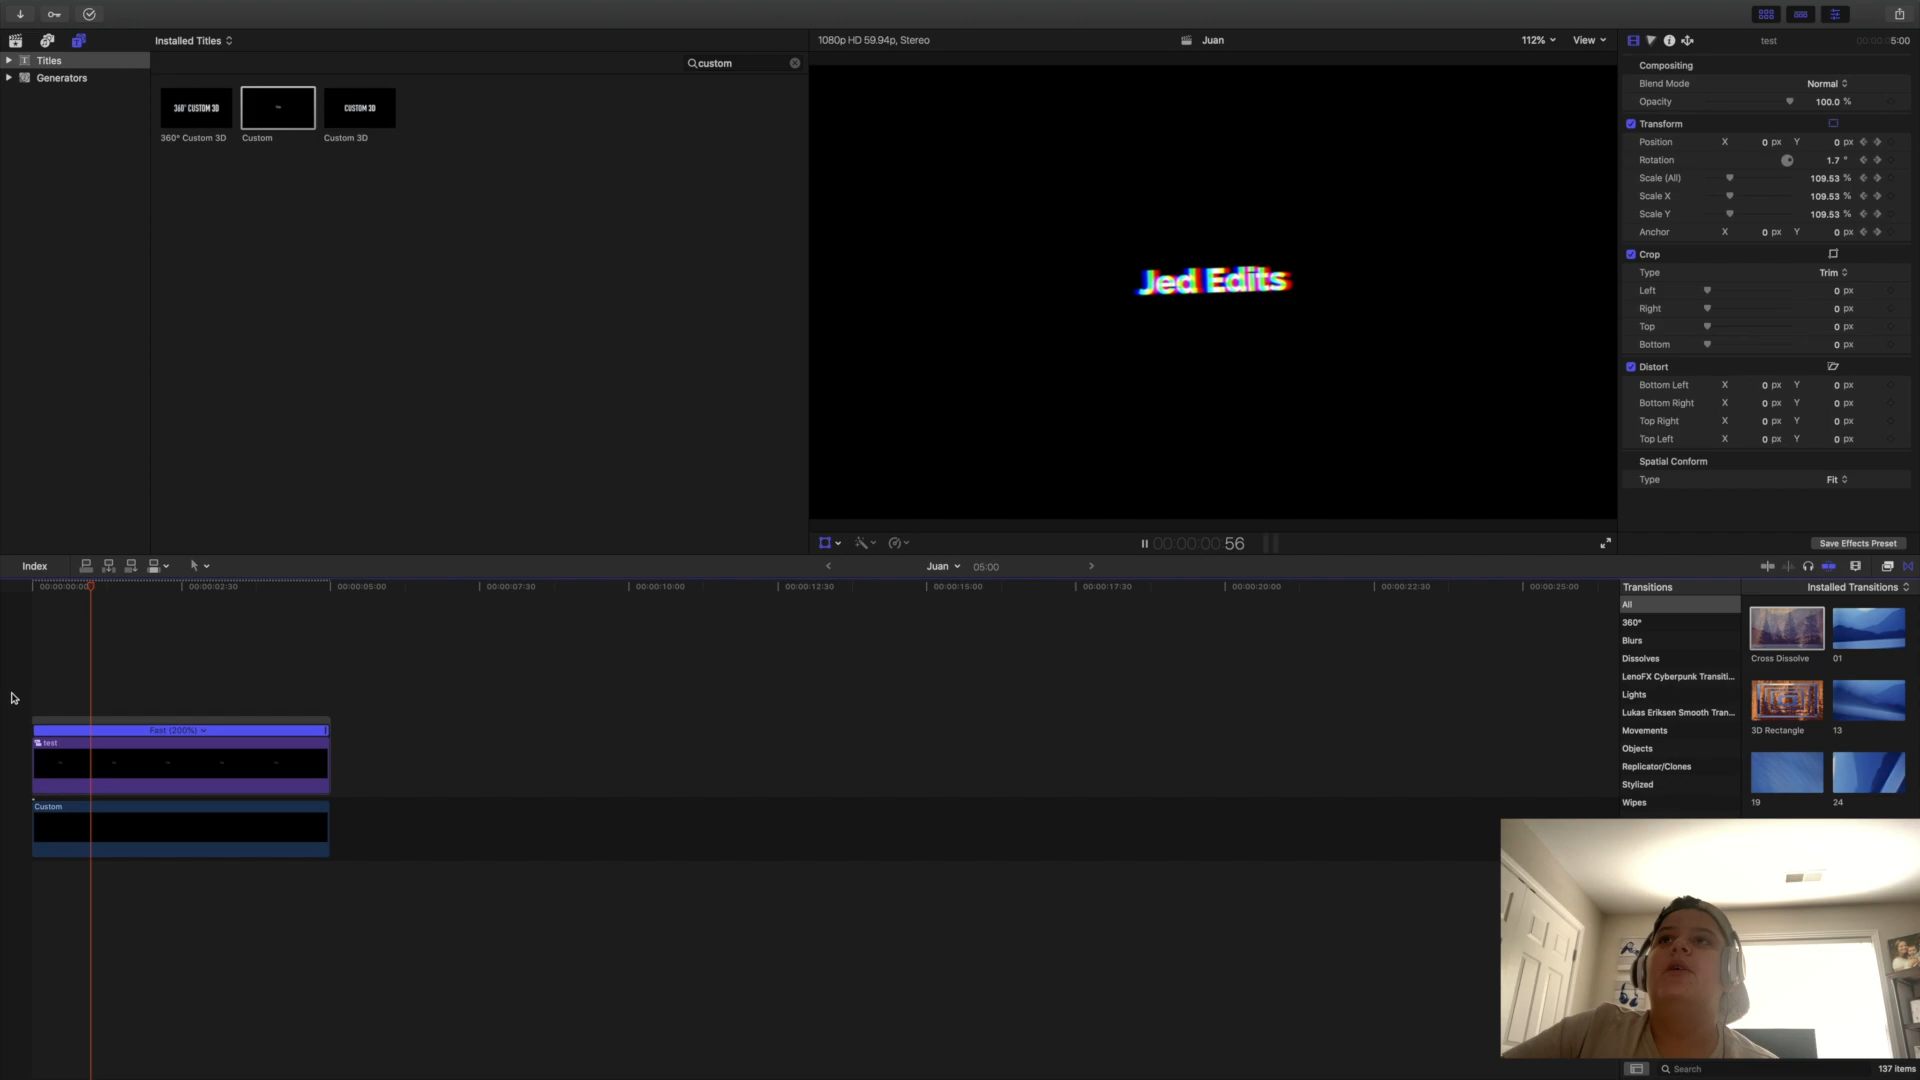 Installed Titles
1080p HD 59.94p, Stereo
Juan
112%
View
test
00:00:00:05:00
Titles
Generators
custom
360° CUSTOM 3D
CUSTOM 3D
360° Custom 3D
Custom
Custom 3D
Jed Edits
Compositing
Blend Mode
Normal
Opacity
100.0 %
Transform
Position X 0 px Y 0 px
Rotation 1.7 °
Scale (All) 109.53 %
Scale X 109.53 %
Scale Y 109.53 %
Anchor X 0 px Y 0 px
Crop
Type Trim
Left 0 px
Right 0 px
Top 0 px
Bottom 0 px
Distort
Bottom Left X 0 px Y 0 px
Bottom Right X 0 px Y 0 px
Top Right X 0 px Y 0 px
Top Left X 0 px Y 0 px
Spatial Conform
Type Fit
Save Effects Preset
00:00:00:56
Index
Juan
05:00
00:00:00:00
00:00:02:30
00:00:05:00
00:00:07:30
00:00:10:00
00:00:12:30
00:00:15:00
00:00:17:30
00:00:20:00
00:00:22:30
00:00:25:00
Fast (200%)
test
Custom
Transitions
Installed Transitions
All
360°
Blurs
Dissolves
LenoFX Cyberpunk Transiti...
Lights
Lukas Eriksen Smooth Tran...
Movements
Objects
Replicator/Clones
Stylized
Wipes
Cross Dissolve
01
3D Rectangle
13
19
24
Search
137 items